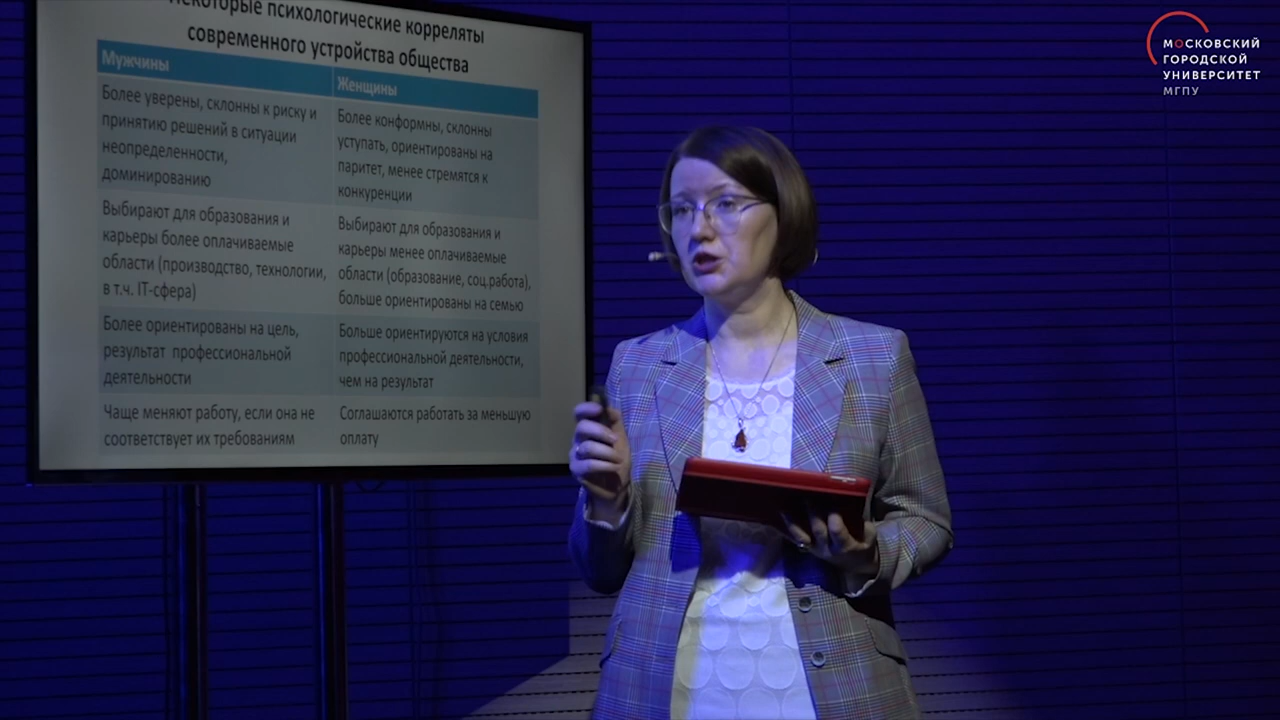 некоторые психологические корреляты
современного устройства общества
Мужчины
Женщины
Более уверены, склонны к риску и
принятию решений в ситуации
неопределенности,
доминированию
Более конформны, склонны
уступать, ориентированы на
паритет, менее стремятся к
конкуренции
Выбирают для образования и
карьеры более оплачиваемые
области (производство, технологии,
в т.ч. IT-сфера)
Выбирают для образования и
карьеры менее оплачиваемые
области (образование, соц.работа),
больше ориентированы на семью
Более ориентированы на цель,
результат профессиональной
деятельности
Больше ориентируются на условия
профессиональной деятельности,
чем на результат
Чаще меняют работу, если она не
соответствует их требованиям
Соглашаются работать за меньшую
оплату
МОСКОВСКИЙ
ГОРОДСКОЙ
УНИВЕРСИТЕТ
МГПУ